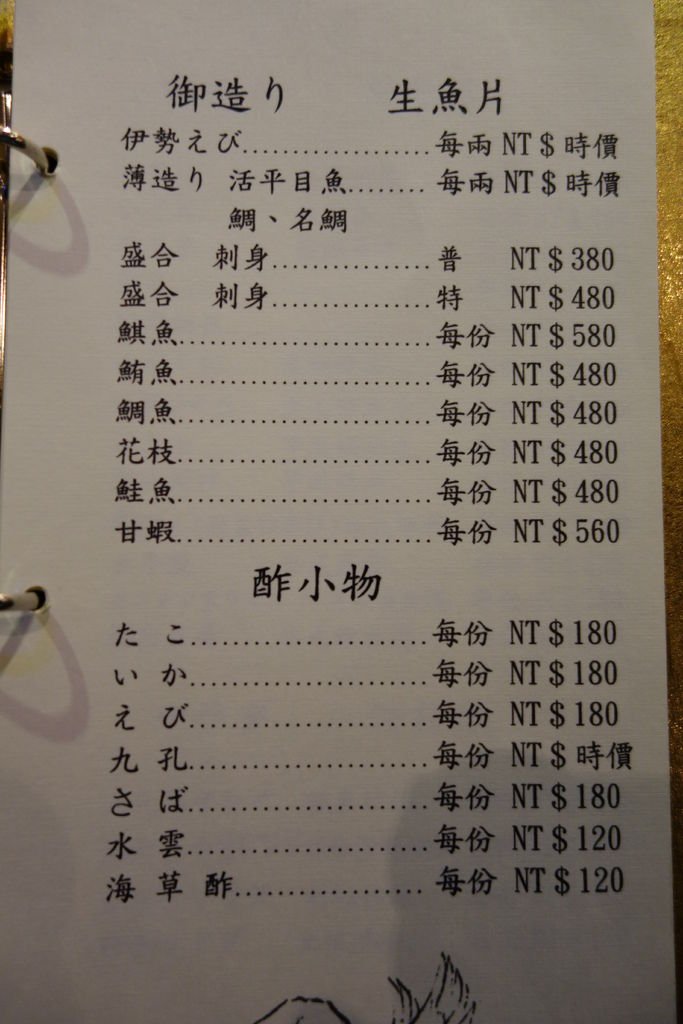 御造り 生魚片
伊勢えび......................每兩 NT＄時價
薄造り 活平目魚......... 每兩 NT＄時價
鯛、名鯛
盛合 刺身..................普 NT＄380
盛合 刺身..................特 NT＄480
鯕魚.............................每份 NT＄580
鮪魚.............................每份 NT＄480
鯛魚.............................每份 NT＄480
花枝.............................每份 NT＄480
鮭魚.............................每份 NT＄480
甘蝦.............................每份 NT＄560
酢小物
た こ...........................每份 NT＄180
い か...........................每份 NT＄180
え び...........................每份 NT＄180
九 孔...........................每份 NT＄時價
さ ば...........................每份 NT＄180
水 雲...........................每份 NT＄120
海 草 酢..................... 每份 NT＄120